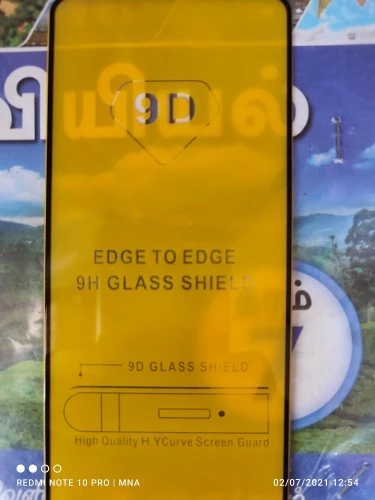 9D
EDGE TO EDGE
9H GLASS SHIELD
9D GLASS SHIELD
High Quality H.YCurve Screen Guard
REDMI NOTE 10 PRO | MNA
02/07/2021 12:54